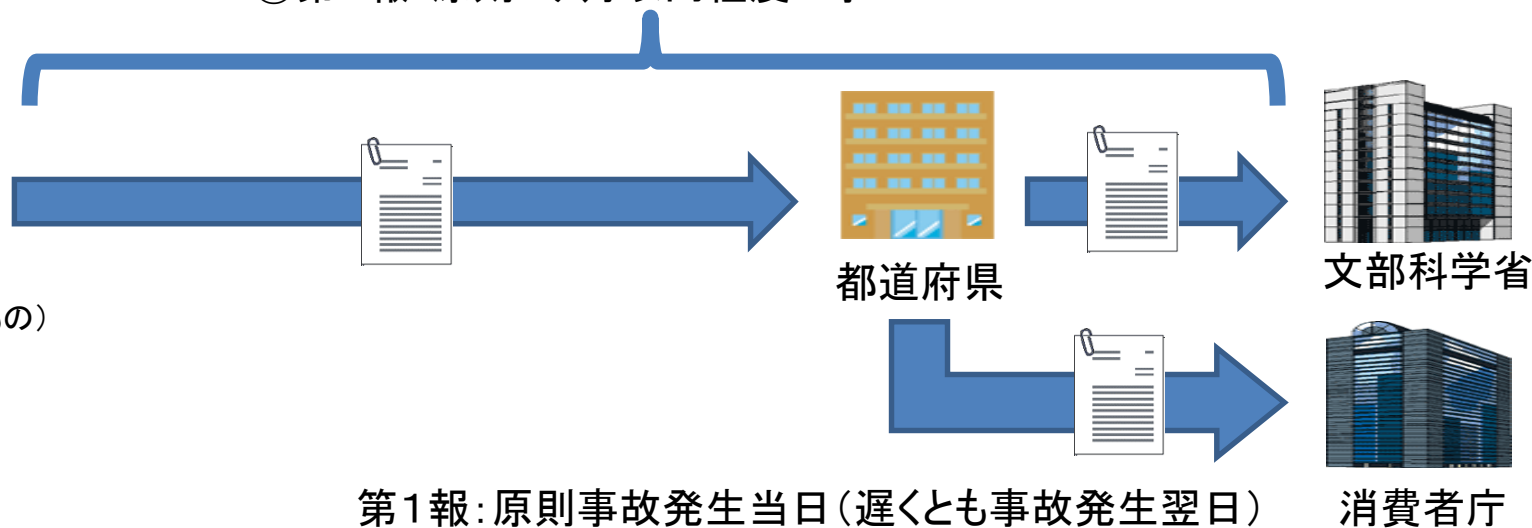 都道府県
文部科学省
の）
第１報：原則事故発生当日（遅くとも事故発生翌日）
消費者庁